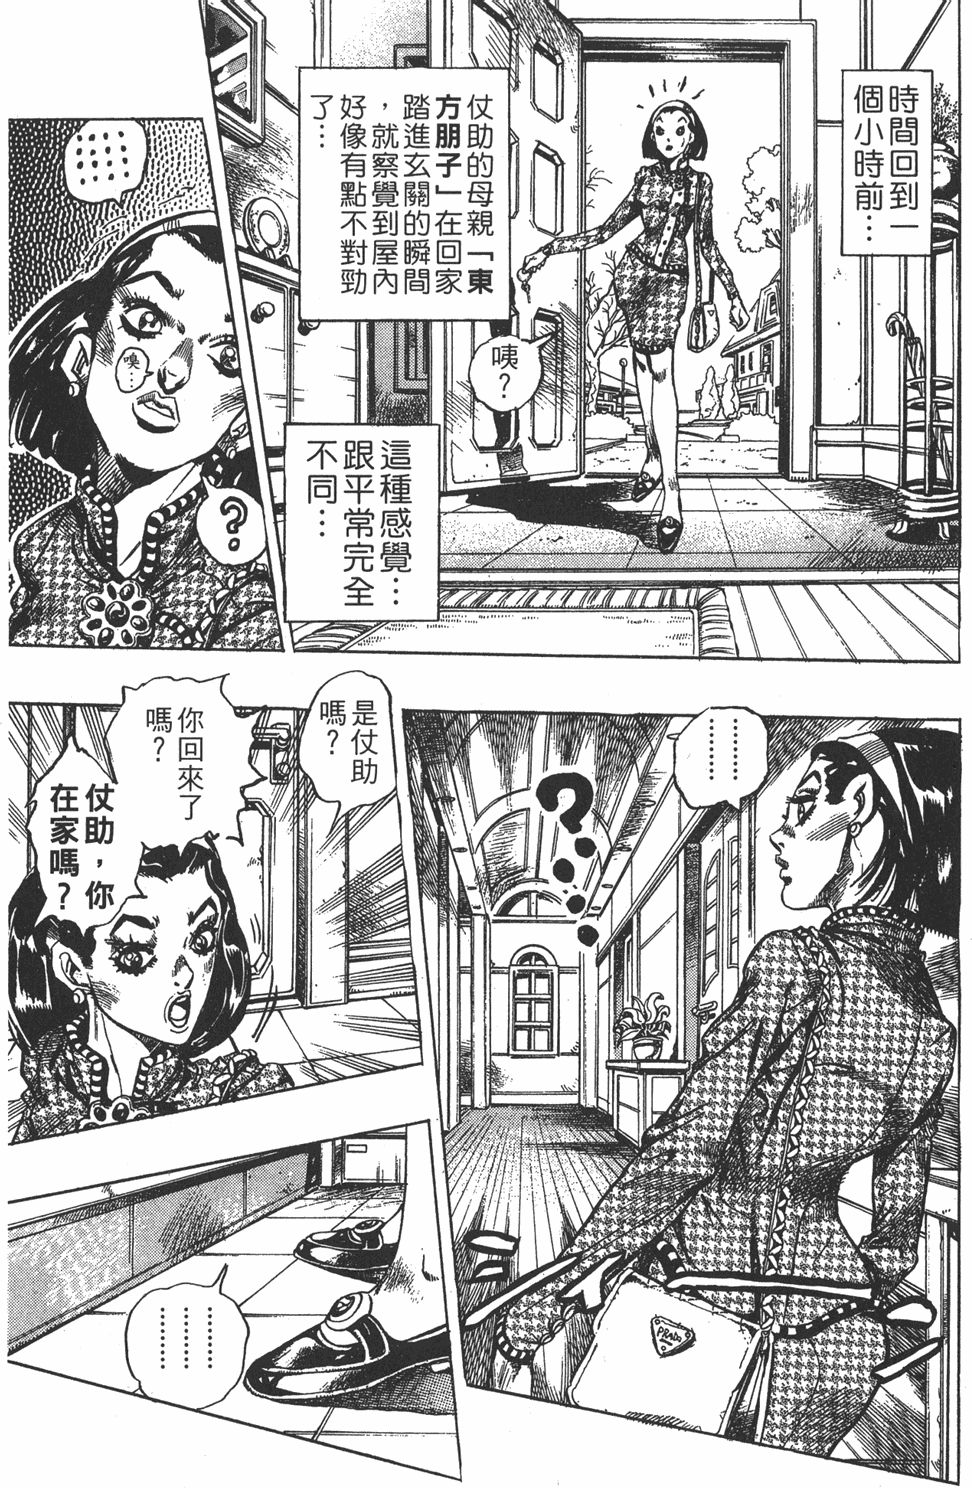 時間回到一
個小時前…
仗助的母親「東
方朋子」在回家
踏進玄關的瞬間
，就察覺到屋內
好像有點不對勁
了…
咦？
這種感覺…
跟平常完全
不同…
………
嗅…
？
………
？
PRADA
是仗助
嗎？
你回來了
嗎？
仗助，你
在家嗎？
………